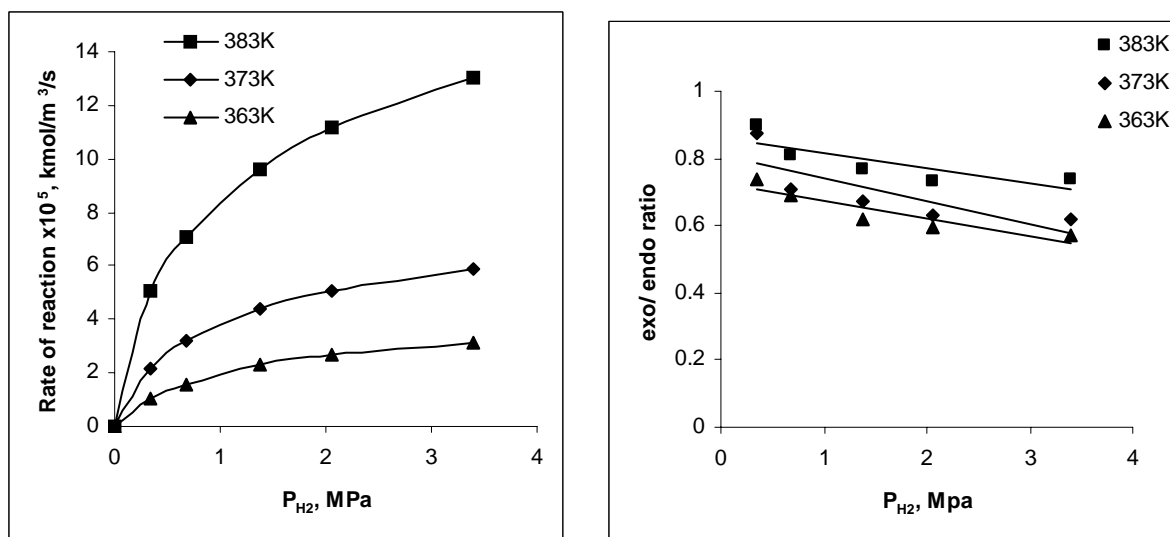 383K
373K
363K
14
12
10
8
6
4
2
0
0 1 2 3 4
Rate of reaction x10⁵, kmol/m³/s
P_H2, MPa
383K
373K
363K
1
0.8
0.6
0.4
0.2
0
0 1 2 3 4
exo/ endo ratio
P_H2, Mpa